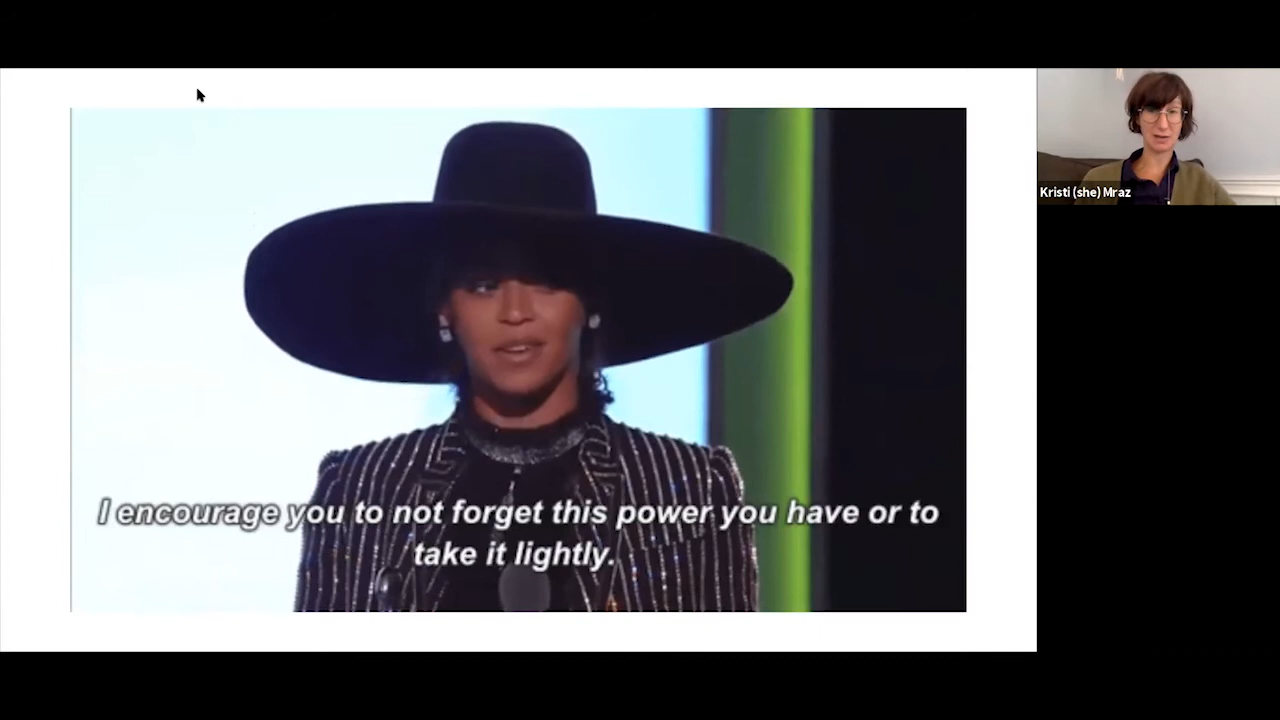 I encourage you to not forget this power you have or to
take it lightly.
Kristi (she) Mraz